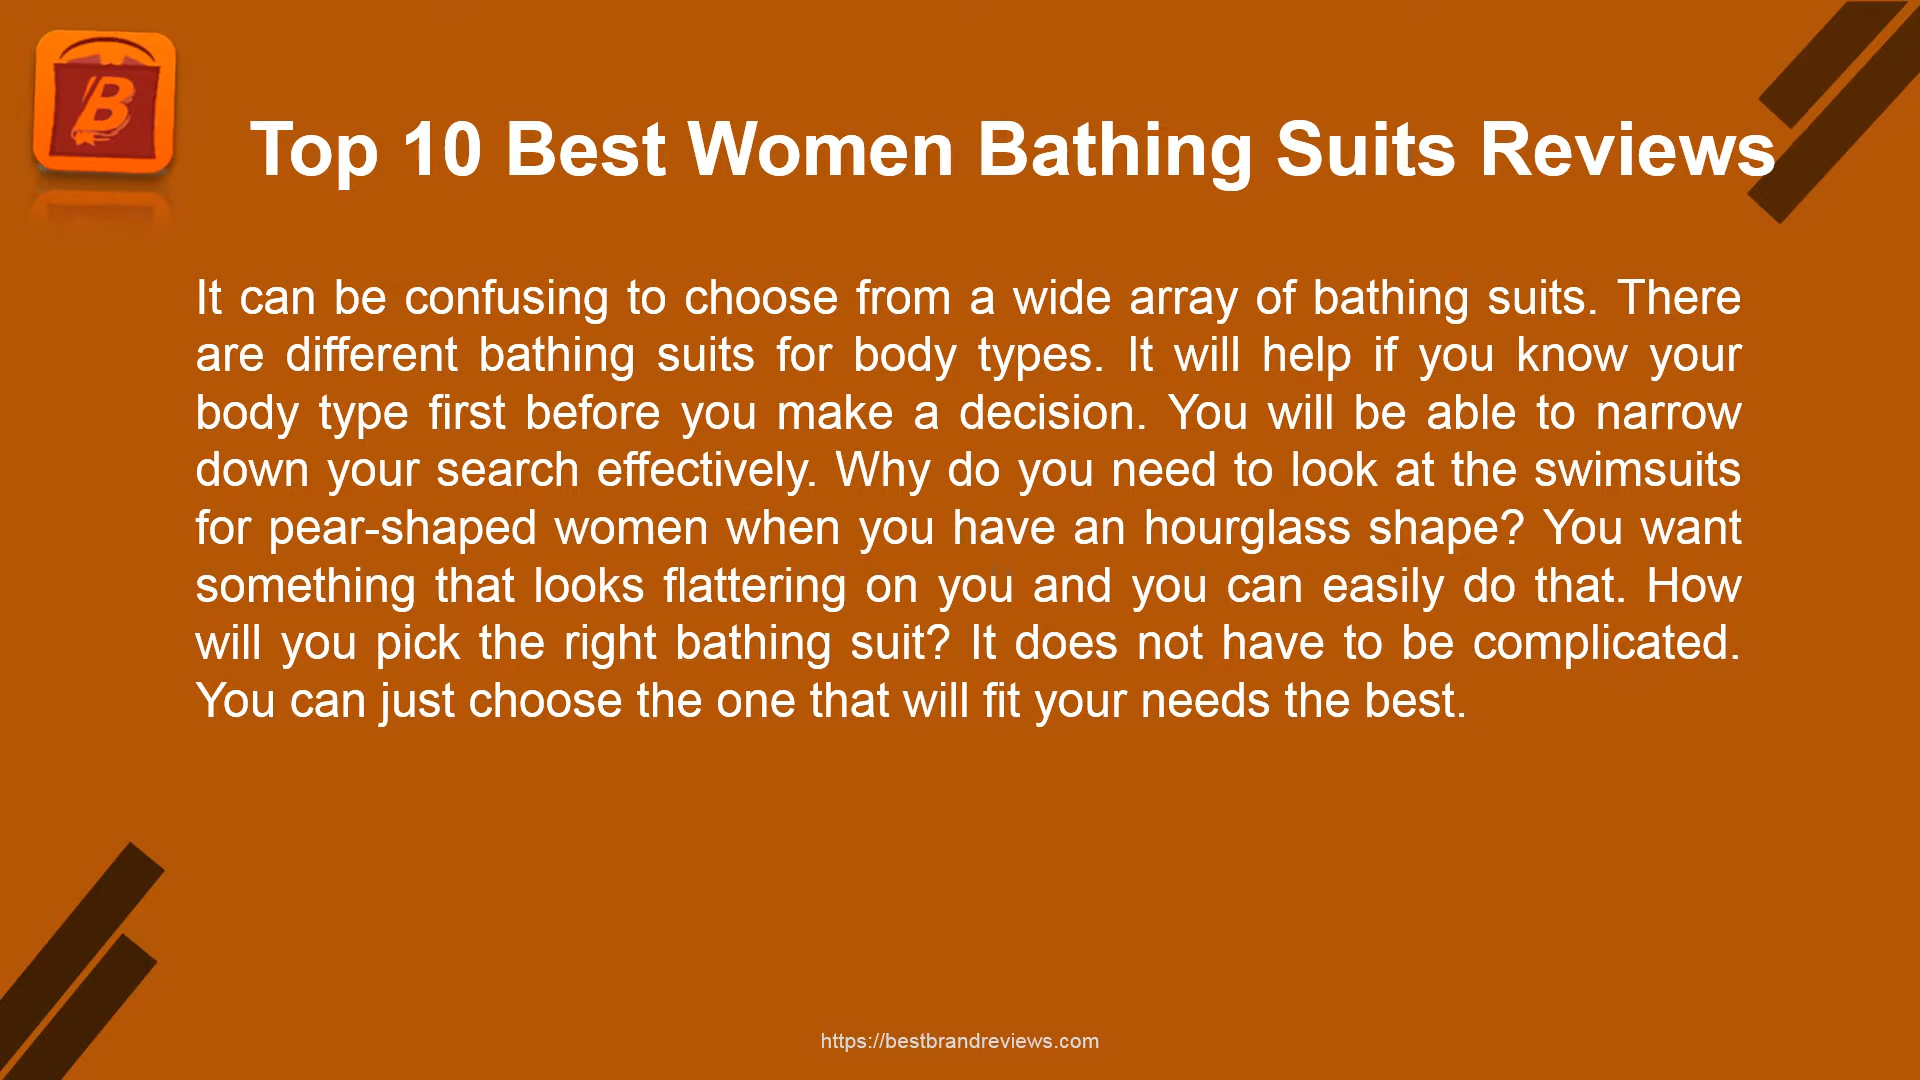 B
Top 10 Best Women Bathing Suits Reviews
It can be confusing to choose from a wide array of bathing suits. There
are different bathing suits for body types. It will help if you know your
body type first before you make a decision. You will be able to narrow
down your search effectively. Why do you need to look at the swimsuits
for pear-shaped women when you have an hourglass shape? You want
something that looks flattering on you and you can easily do that. How
will you pick the right bathing suit? It does not have to be complicated.
You can just choose the one that will fit your needs the best.
https://bestbrandreviews.com